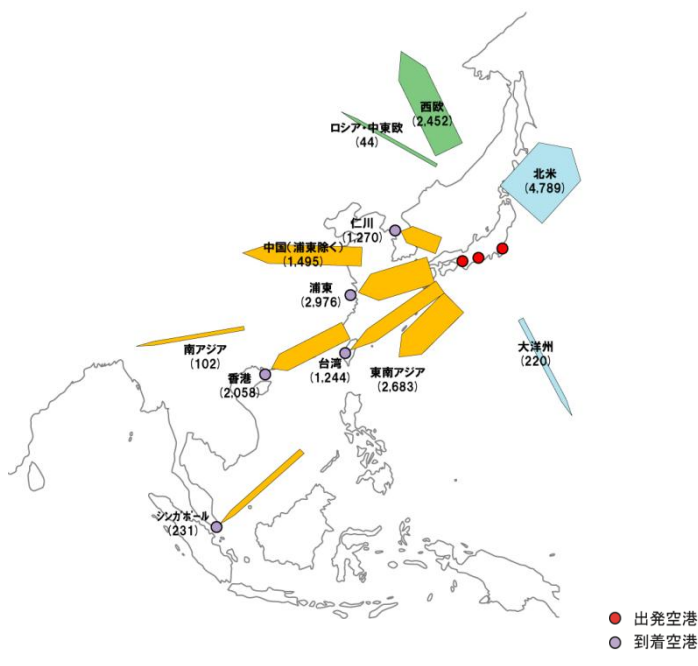 西欧
(2,452)
ロシア・中東欧
(44)
北米
(4,789)
仁川
(1,270)
中国(浦東除く)
(1,495)
浦東
(2,976)
南アジア
(102)
香港
(2,058)
台湾
(1,244)
東南アジア
(2,683)
大洋州
(220)
シンガポール
(231)
出発空港
到着空港